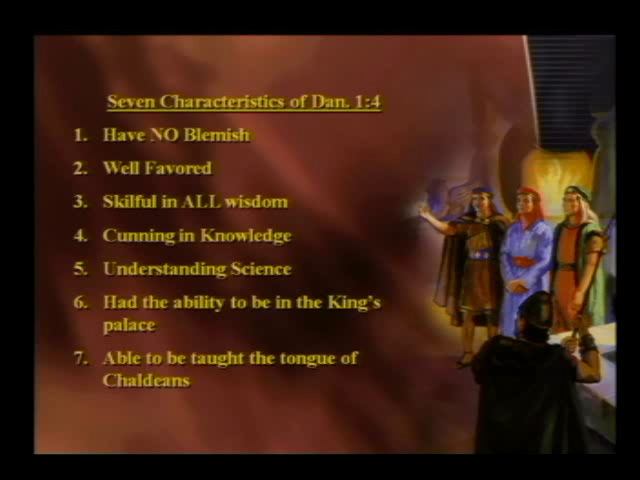 Seven Characteristics of Dan. 1:4
1. Have NO Blemish
2. Well Favored
3. Skilful in ALL wisdom
4. Cunning in Knowledge
5. Understanding Science
6. Had the ability to be in the King's
palace
7. Able to be taught the tongue of
Chaldeans